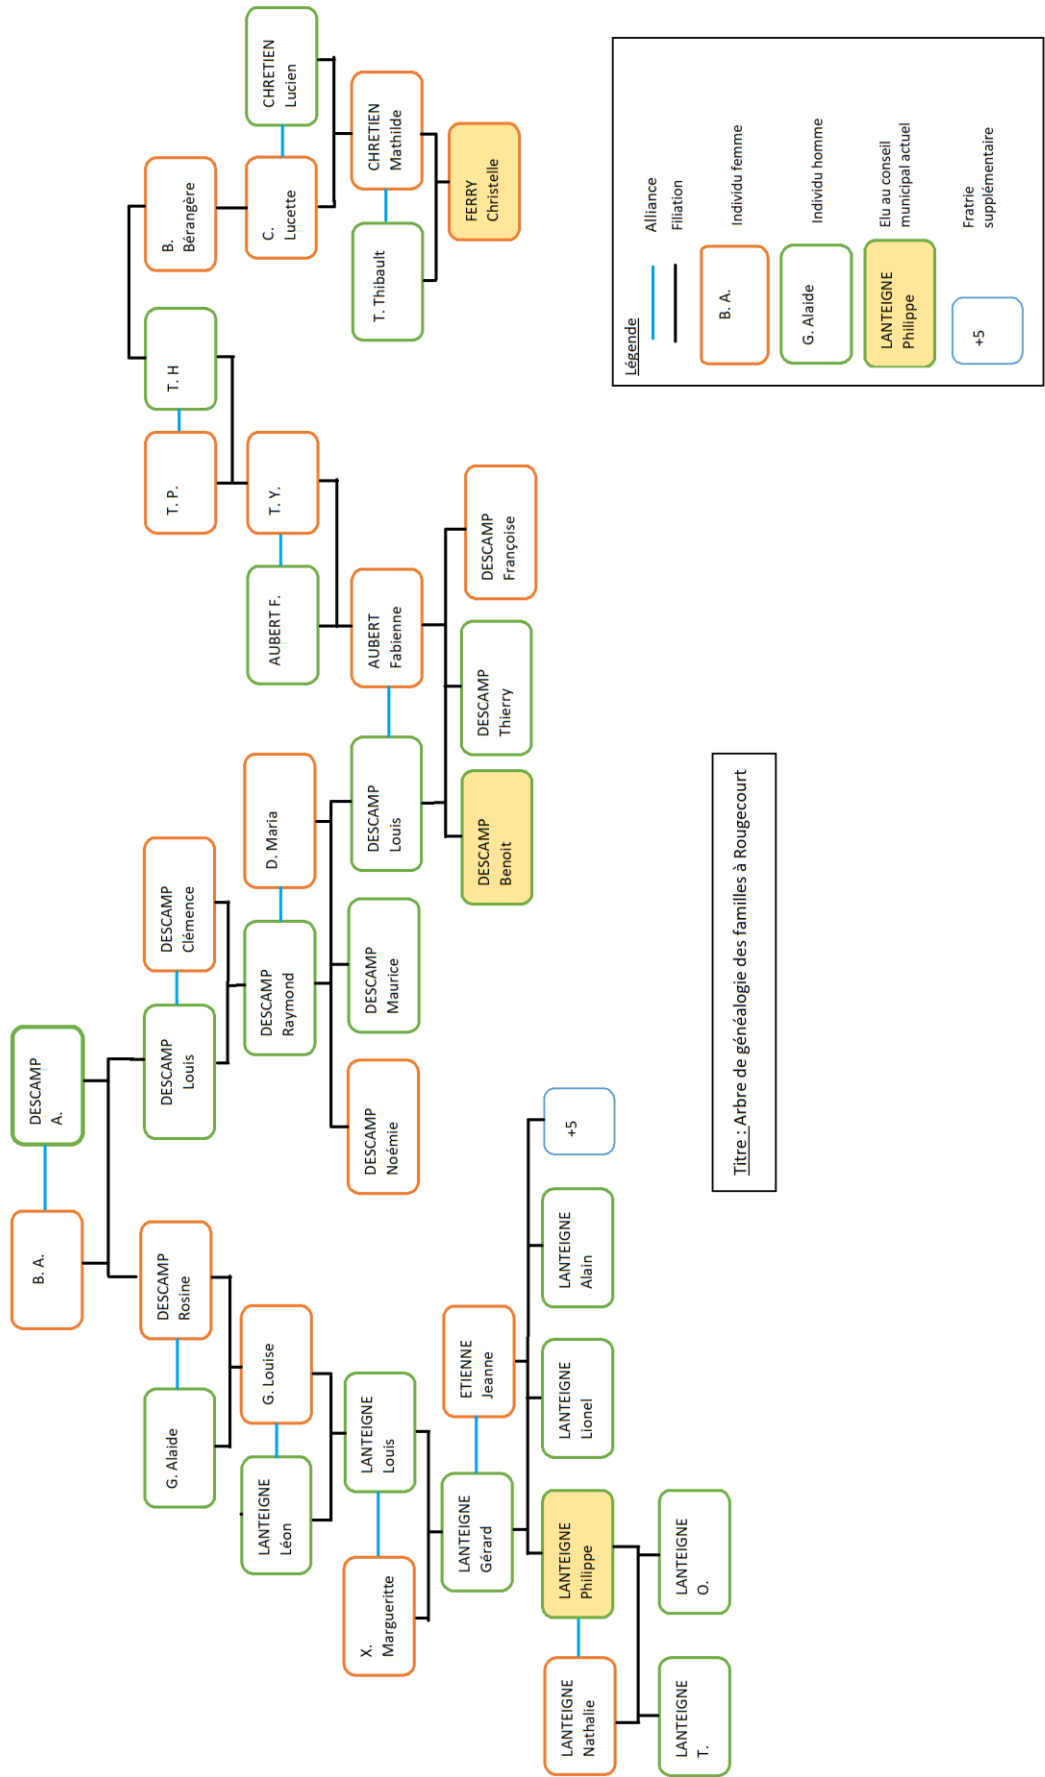 B. A.
DESCAMP
A.
G. Alaide
DESCAMP
Rosine
DESCAMP
Louis
DESCAMP
Clémence
T. P.
T. H
B.
Bérangère
LANTEIGNE
Léon
G. Louise
DESCAMP
Raymond
D. Maria
AUBERT F.
T. Y.
C.
Lucette
CHRETIEN
Lucien
X.
Margueritte
LANTEIGNE
Louis
DESCAMP
Noémie
DESCAMP
Maurice
DESCAMP
Louis
AUBERT
Fabienne
T. Thibault
CHRETIEN
Mathilde
LANTEIGNE
Gérard
ETIENNE
Jeanne
DESCAMP
Benoit
DESCAMP
Thierry
DESCAMP
Françoise
FERRY
Christelle
LANTEIGNE
Nathalie
LANTEIGNE
Philippe
LANTEIGNE
Lionel
LANTEIGNE
Alain
+5
LANTEIGNE
T.
LANTEIGNE
O.
Titre : Arbre de généalogie des familles à Rougecourt
Légende
Alliance
Filiation
B. A.
Individu femme
G. Alaide
Individu homme
LANTEIGNE
Philippe
Elu au conseil
municipal actuel
+5
Fratrie
supplémentaire